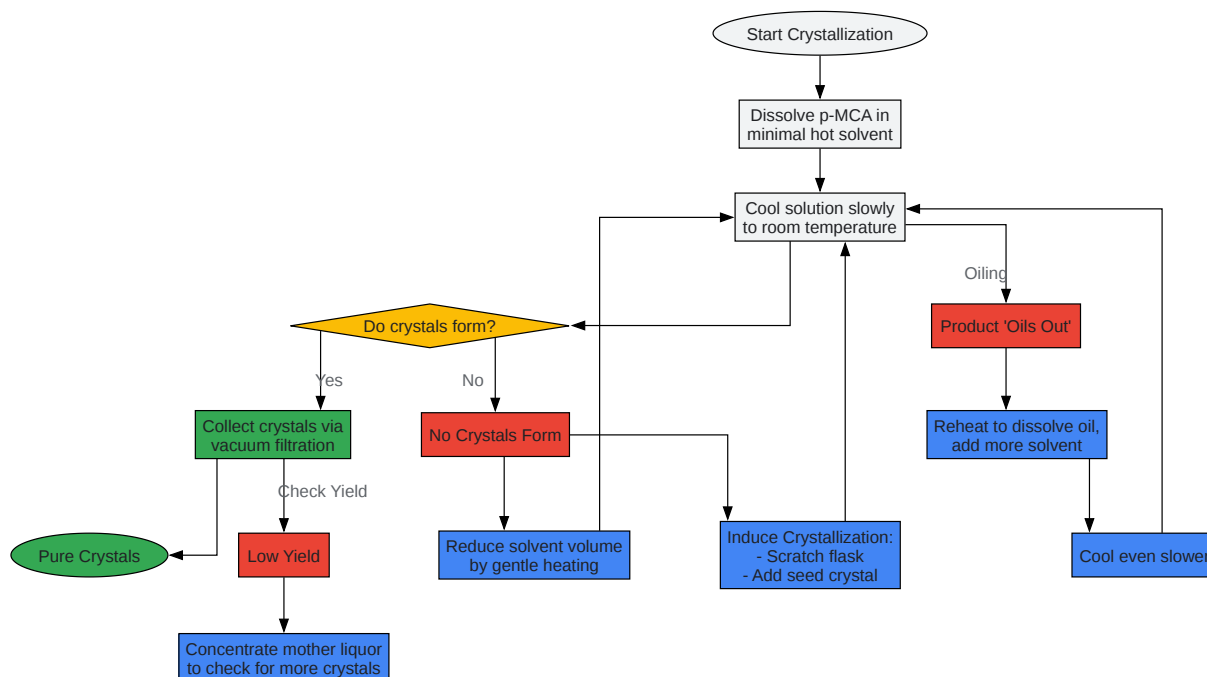 Start Crystallization
Dissolve p-MCA in
minimal hot solvent
Cool solution slowly
to room temperature
Oiling
Do crystals form?
Product 'Oils Out'
Yes
No
Collect crystals via
vacuum filtration
No Crystals Form
Reheat to dissolve oil,
add more solvent
Check Yield
Pure Crystals
Low Yield
Reduce solvent volume
by gentle heating
Induce Crystallization:
- Scratch flask
- Add seed crystal
Cool even slower
Concentrate mother liquor
to check for more crystals